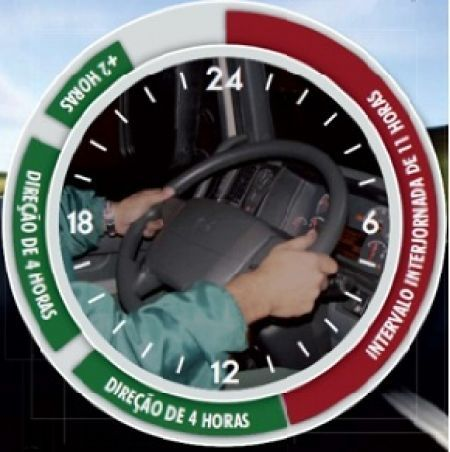 24
6
12
18
INTERVALO INTERJORNADA DE 11 HORAS
DIREÇÃO DE 4 HORAS
DIREÇÃO DE 4 HORAS
+ 2 HORAS